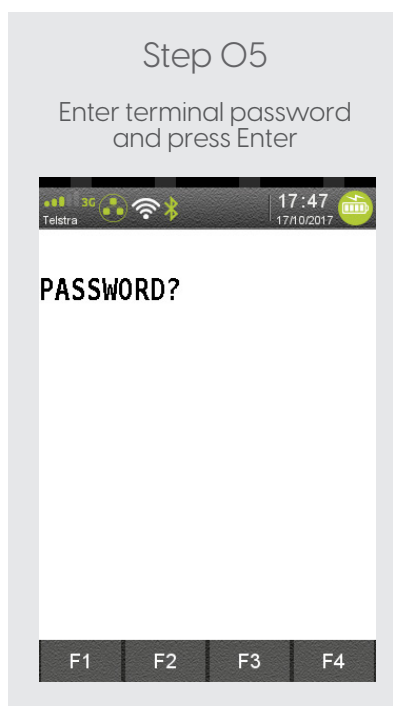 Step 05
Enter terminal password
and press Enter
3G
17:47
Telstra
17/10/2017
PASSWORD?
F1 F2 F3 F4